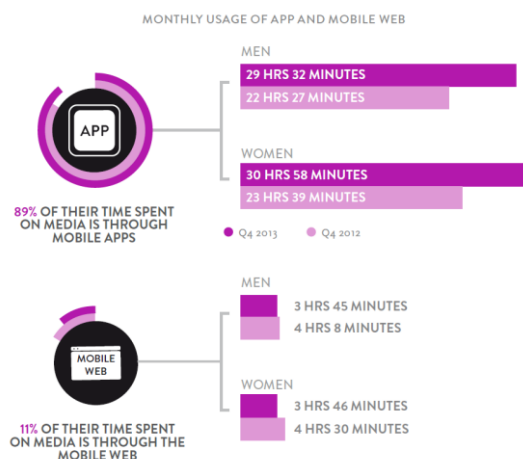 MONTHLY USAGE OF APP AND MOBILE WEB
MEN
29 HRS 32 MINUTES
22 HRS 27 MINUTES
APP
WOMEN
30 HRS 58 MINUTES
23 HRS 39 MINUTES
89% OF THEIR TIME SPENT
ON MEDIA IS THROUGH
MOBILE APPS
Q4 2013 Q4 2012
MEN
3 HRS 45 MINUTES
4 HRS 8 MINUTES
MOBILE
WEB
WOMEN
3 HRS 46 MINUTES
4 HRS 30 MINUTES
11% OF THEIR TIME SPENT
ON MEDIA IS THROUGH THE
MOBILE WEB